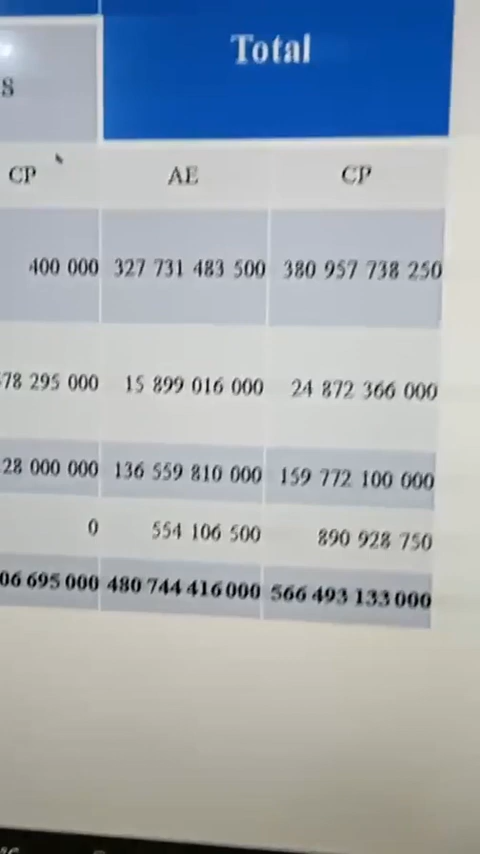 Total
S
CP AE CP
400 000 327 731 483 500 380 957 738 250
78 295 000 15 899 016 000 24 872 366 000
28 000 000 136 559 810 000 159 772 100 000
0 554 106 500 890 928 750
06 695 000 480 744 416 000 566 493 133 000